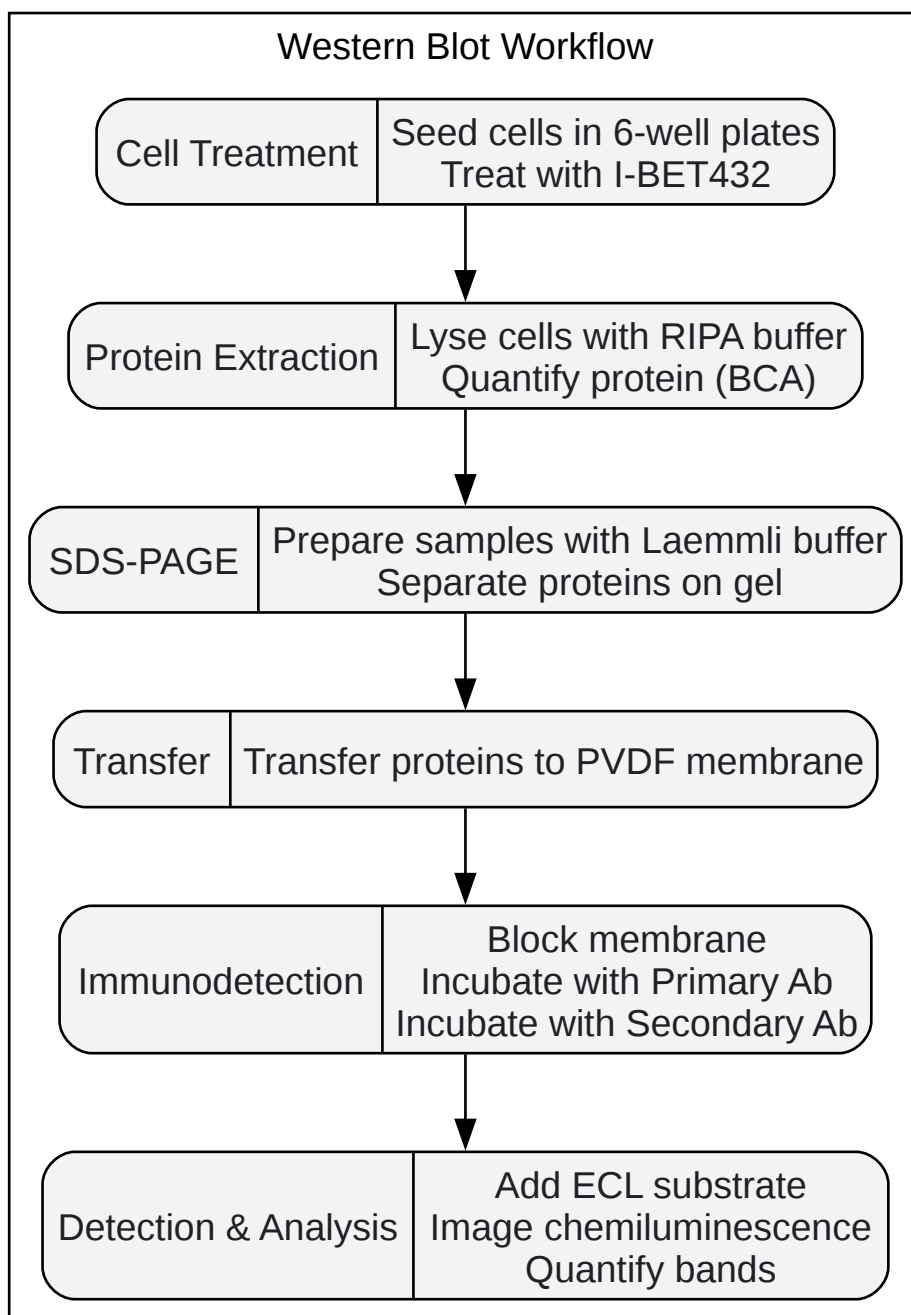 Western Blot Workflow
Cell Treatment
Seed cells in 6-well plates
Treat with I-BET432
Protein Extraction
Lyse cells with RIPA buffer
Quantify protein (BCA)
SDS-PAGE
Prepare samples with Laemmli buffer
Separate proteins on gel
Transfer
Transfer proteins to PVDF membrane
Immunodetection
Block membrane
Incubate with Primary Ab
Incubate with Secondary Ab
Detection & Analysis
Add ECL substrate
Image chemiluminescence
Quantify bands